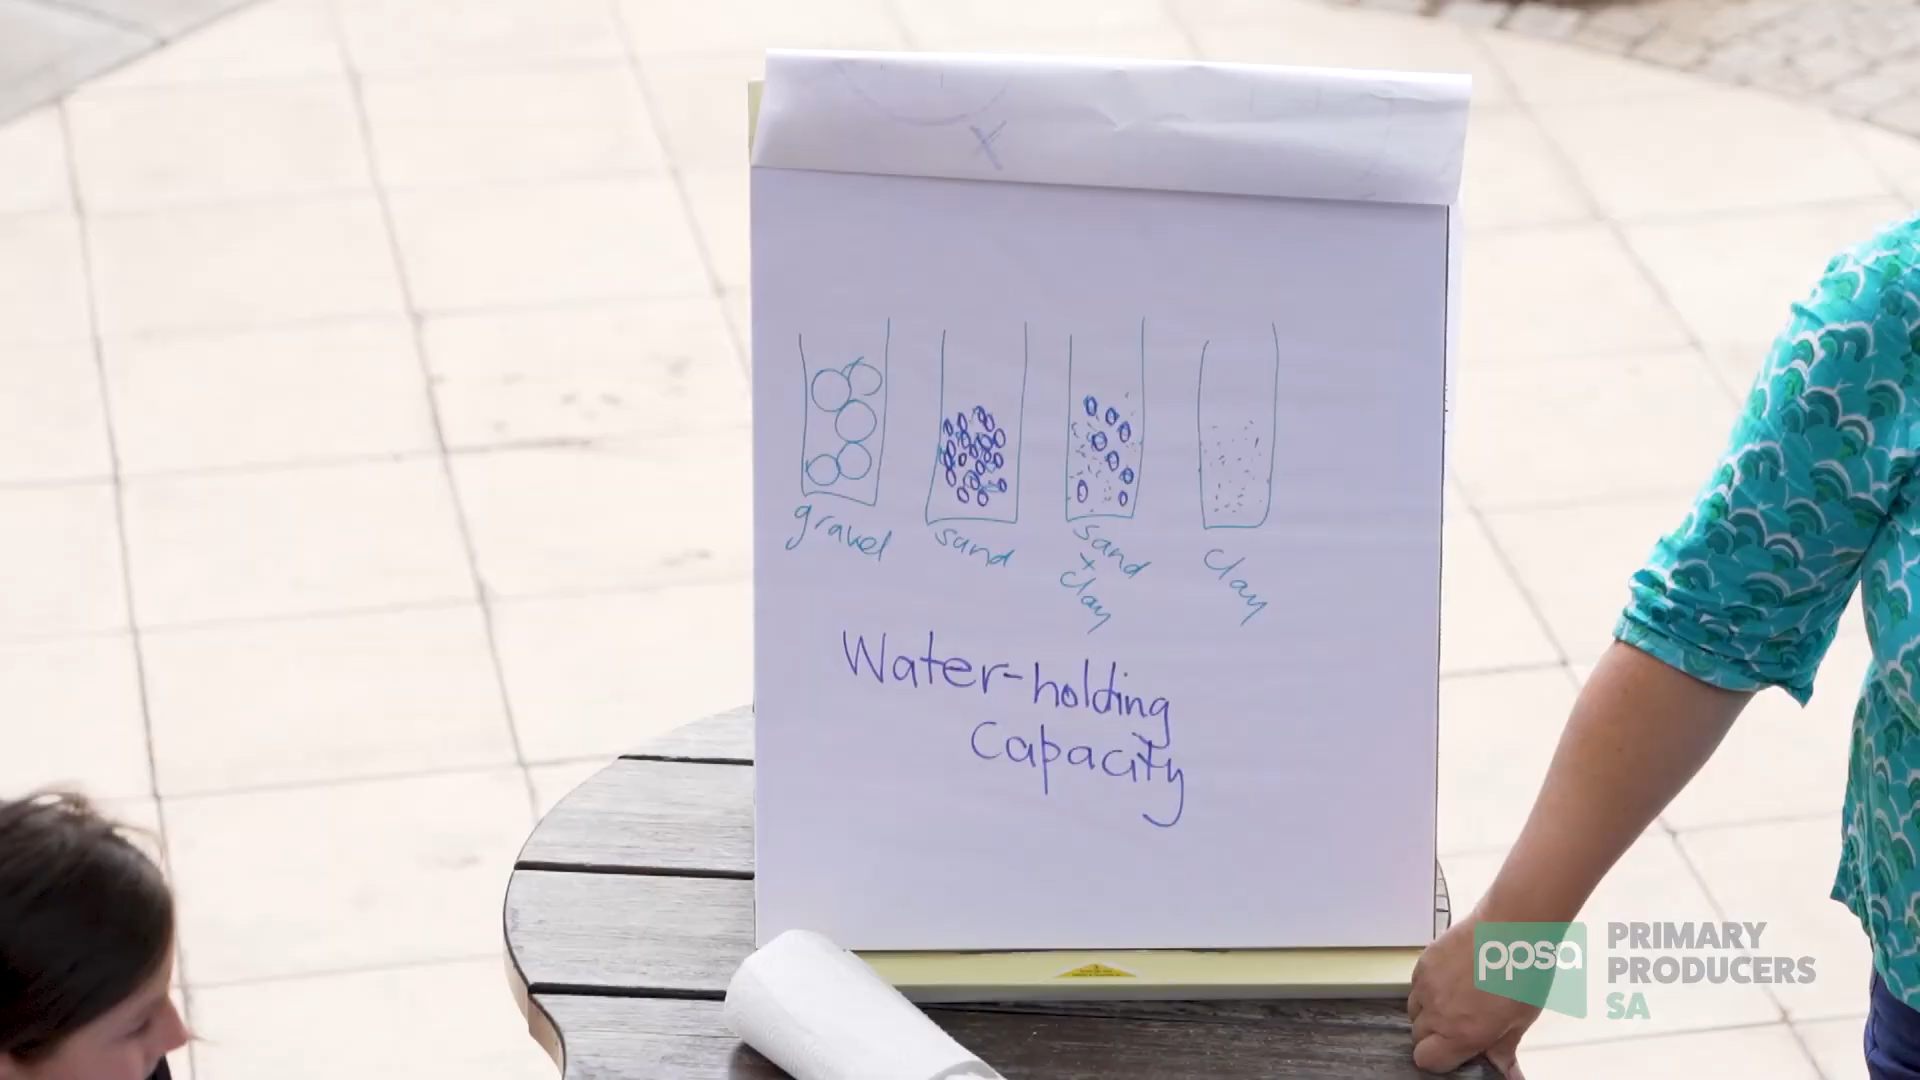 X
gravel
sand
sand
+
clay
clay
Water-holding
Capacity
ppsa
PRIMARY
PRODUCERS
SA